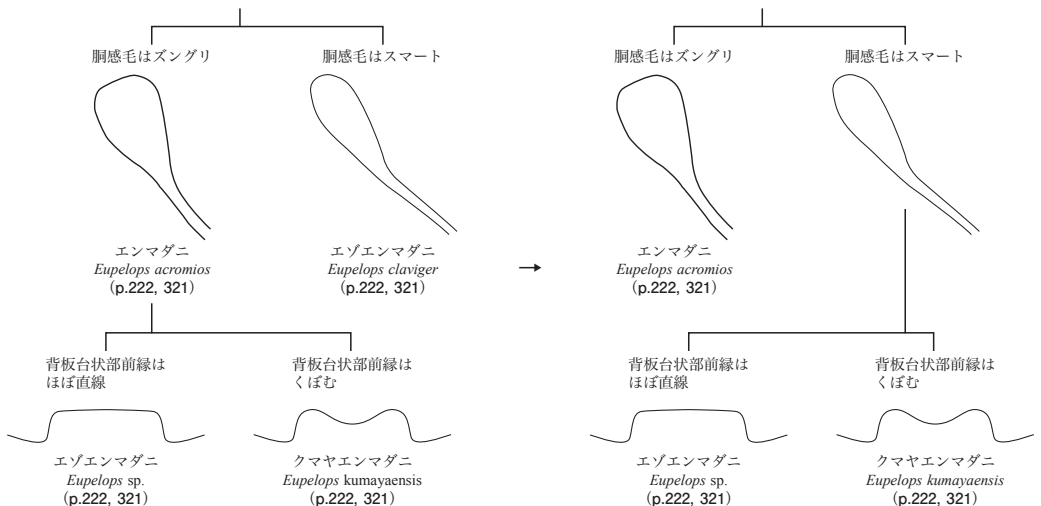 胴感毛はズングリ
胴感毛はスマート
エンマダニ
Eupelops acromios
(p.222, 321)
エゾエンマダニ
Eupelops claviger
(p.222, 321)
背板台状部前縁は
ほぼ直線
背板台状部前縁は
くぼむ
エゾエンマダニ
Eupelops sp.
(p.222, 321)
クマヤエンマダニ
Eupelops kumayaensis
(p.222, 321)
→
胴感毛はズングリ
胴感毛はスマート
エンマダニ
Eupelops acromios
(p.222, 321)
背板台状部前縁は
ほぼ直線
背板台状部前縁は
くぼむ
エゾエンマダニ
Eupelops sp.
(p.222, 321)
クマヤエンマダニ
Eupelops kumayaensis
(p.222, 321)